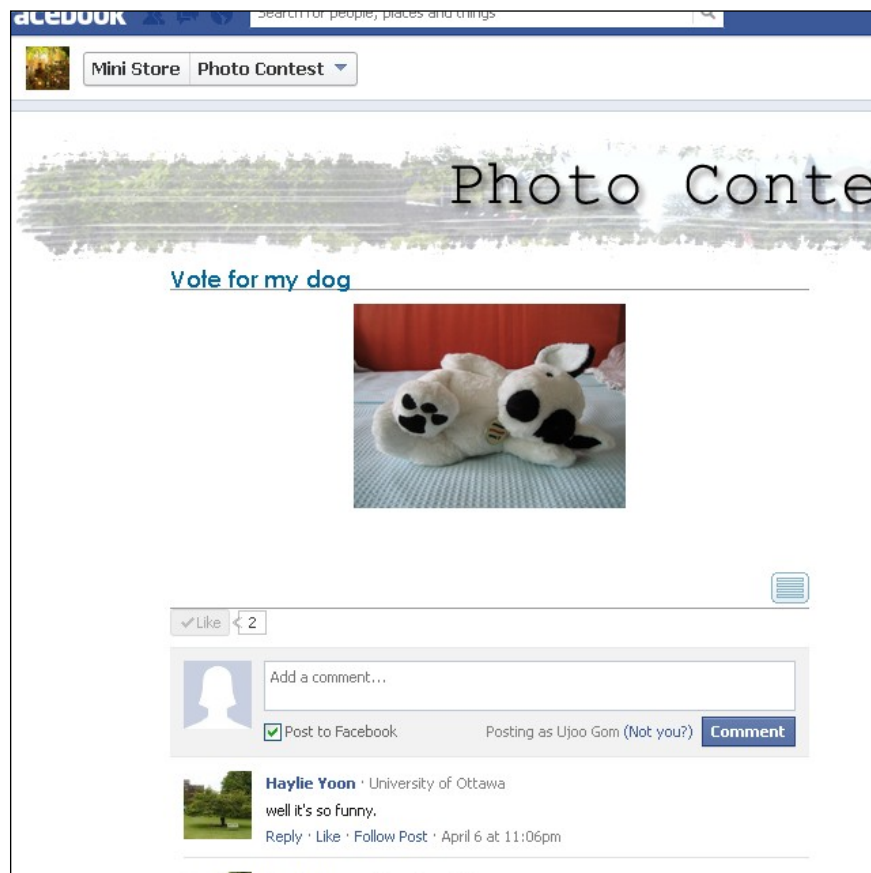 acebook
Search for people, places and things
Mini Store Photo Contest
Photo Conte
Vote for my dog
Like 2
Add a comment...
Post to Facebook Posting as Ujoo Gom (Not you?) Comment
Haylie Yoon · University of Ottawa
well it's so funny.
Reply · Like · Follow Post · April 6 at 11:06pm